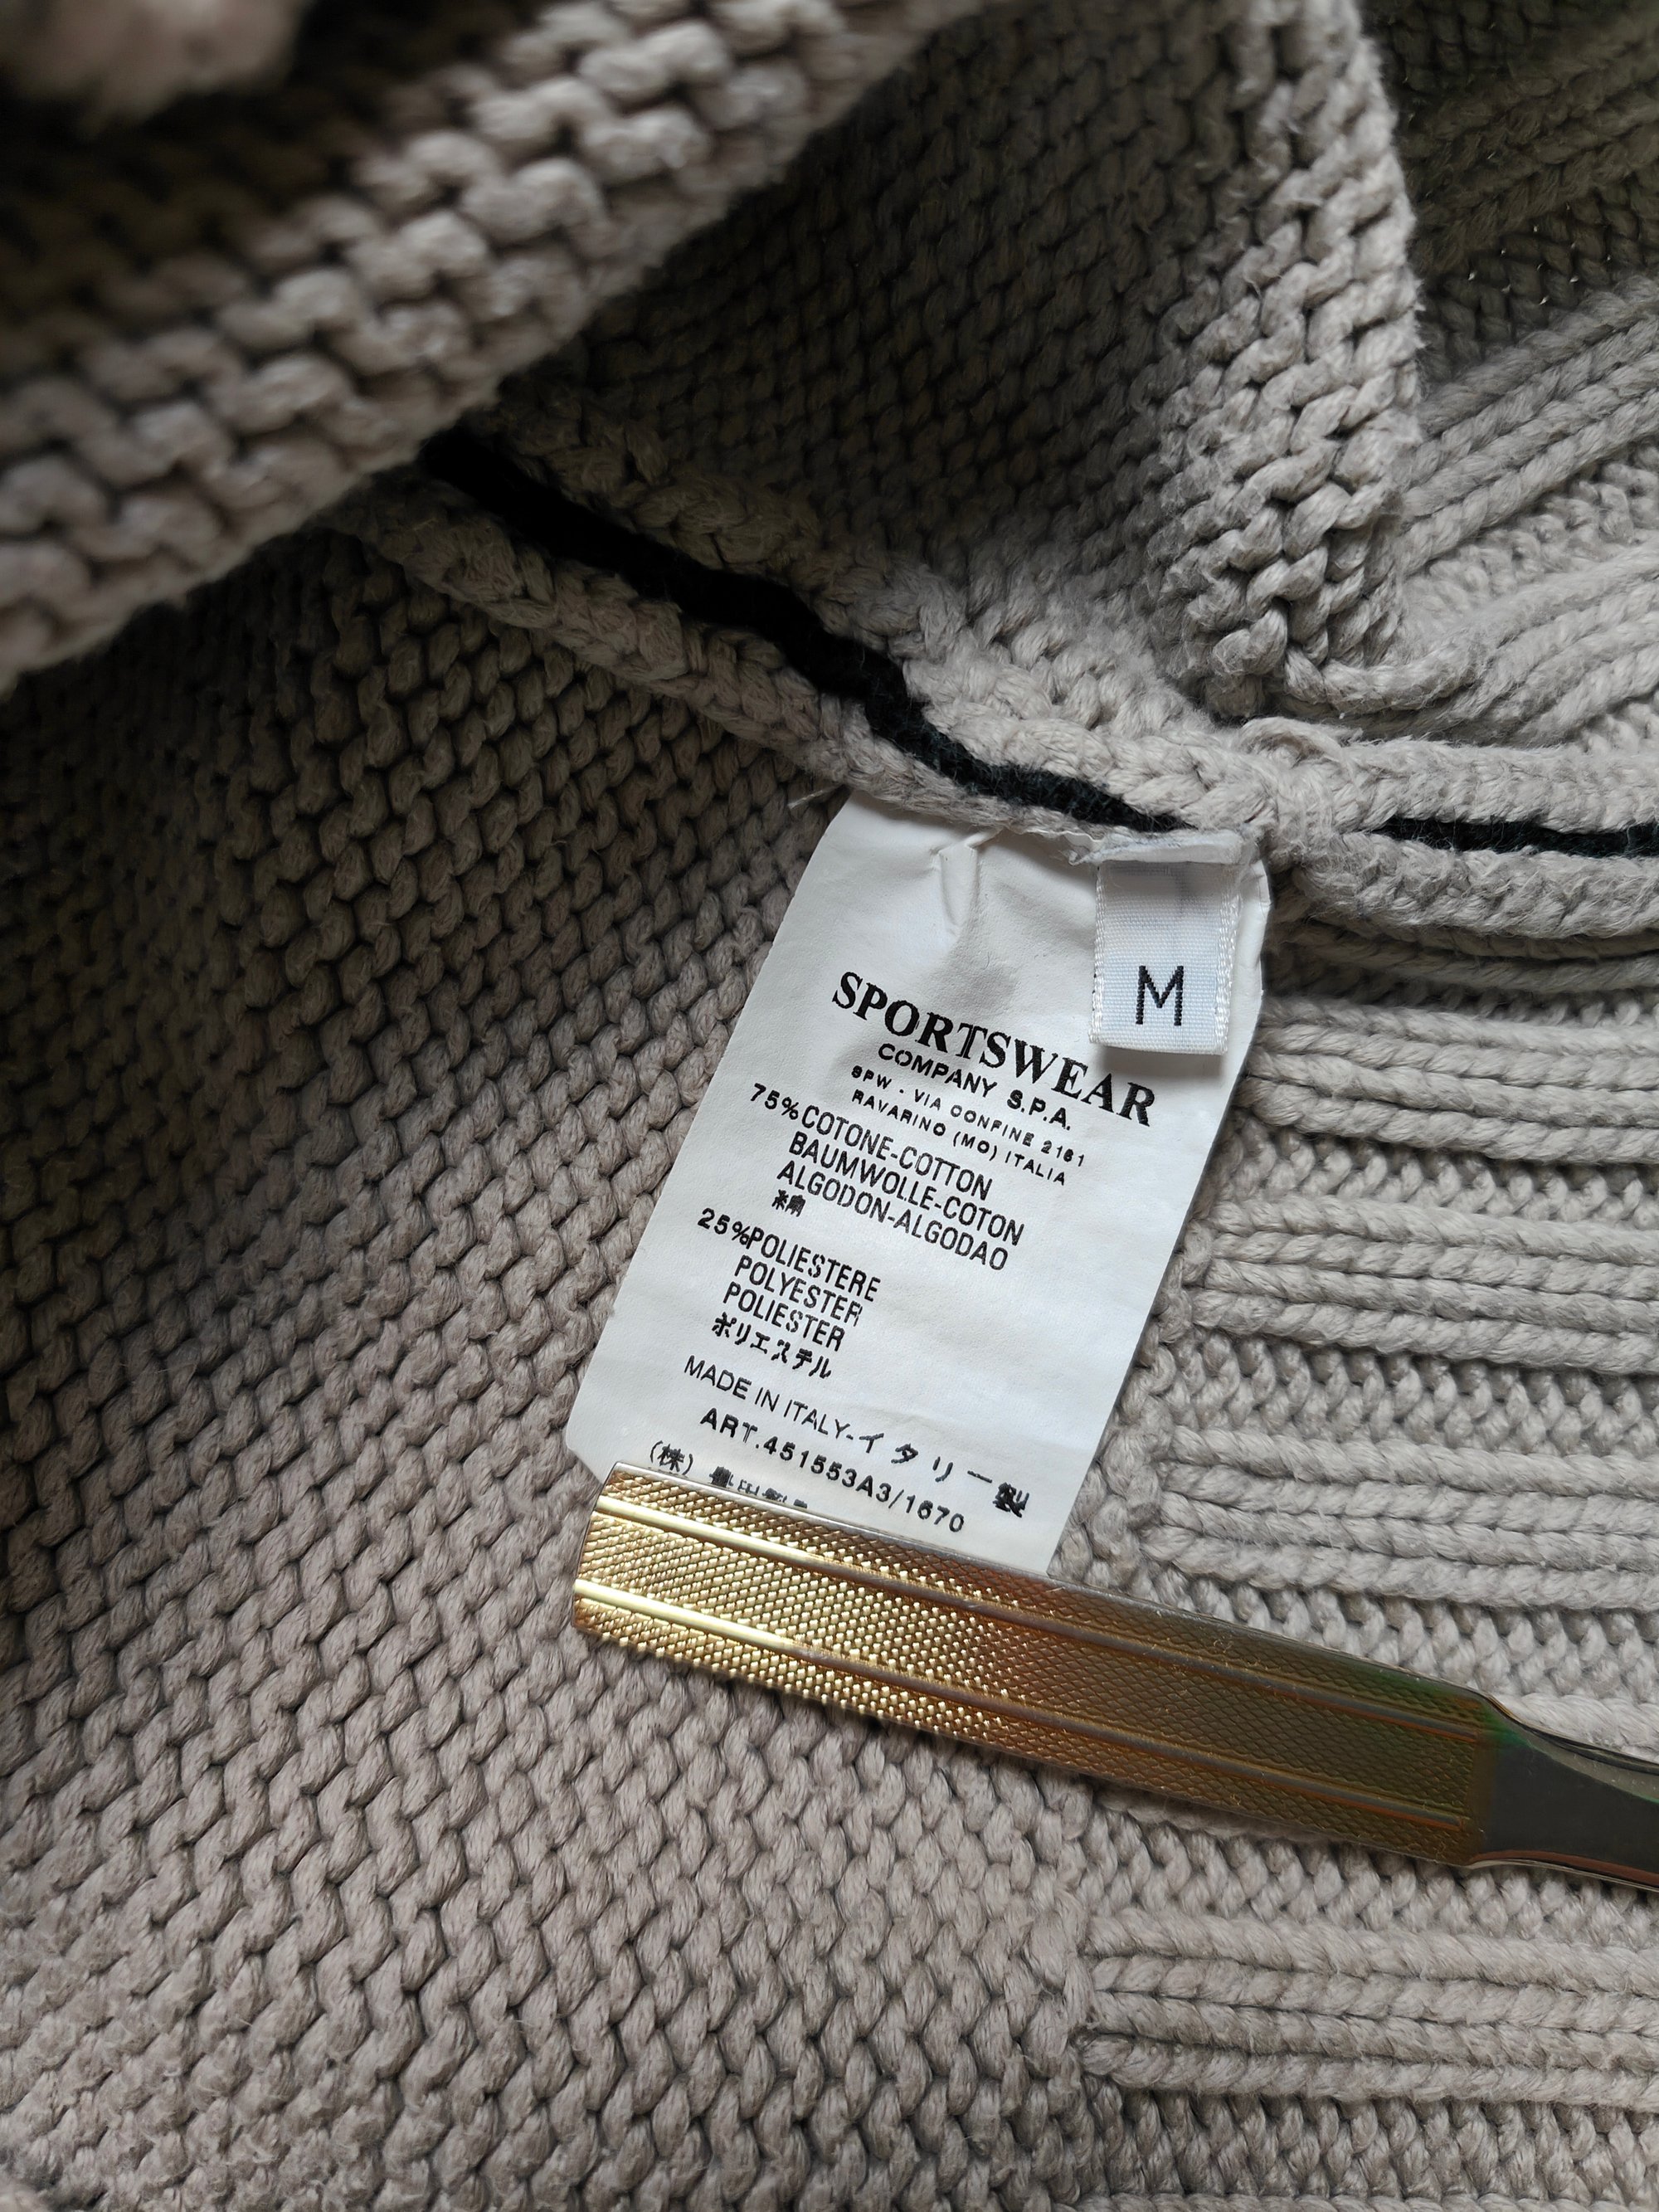 M
SPORTSWEAR
COMPANY S.P.A.
SPW . VIA CONFINE 2161
RAVARINO (MO) ITALIA
75%COTONE-COTTON
BAUMWOLLE-COTON
ALGODON-ALGODAO
綿
25%POLIESTERE
POLYESTER
POLIESTER
ポリエステル
MADE IN ITALY-イタリー製
ART.451553A3/1670
(株)